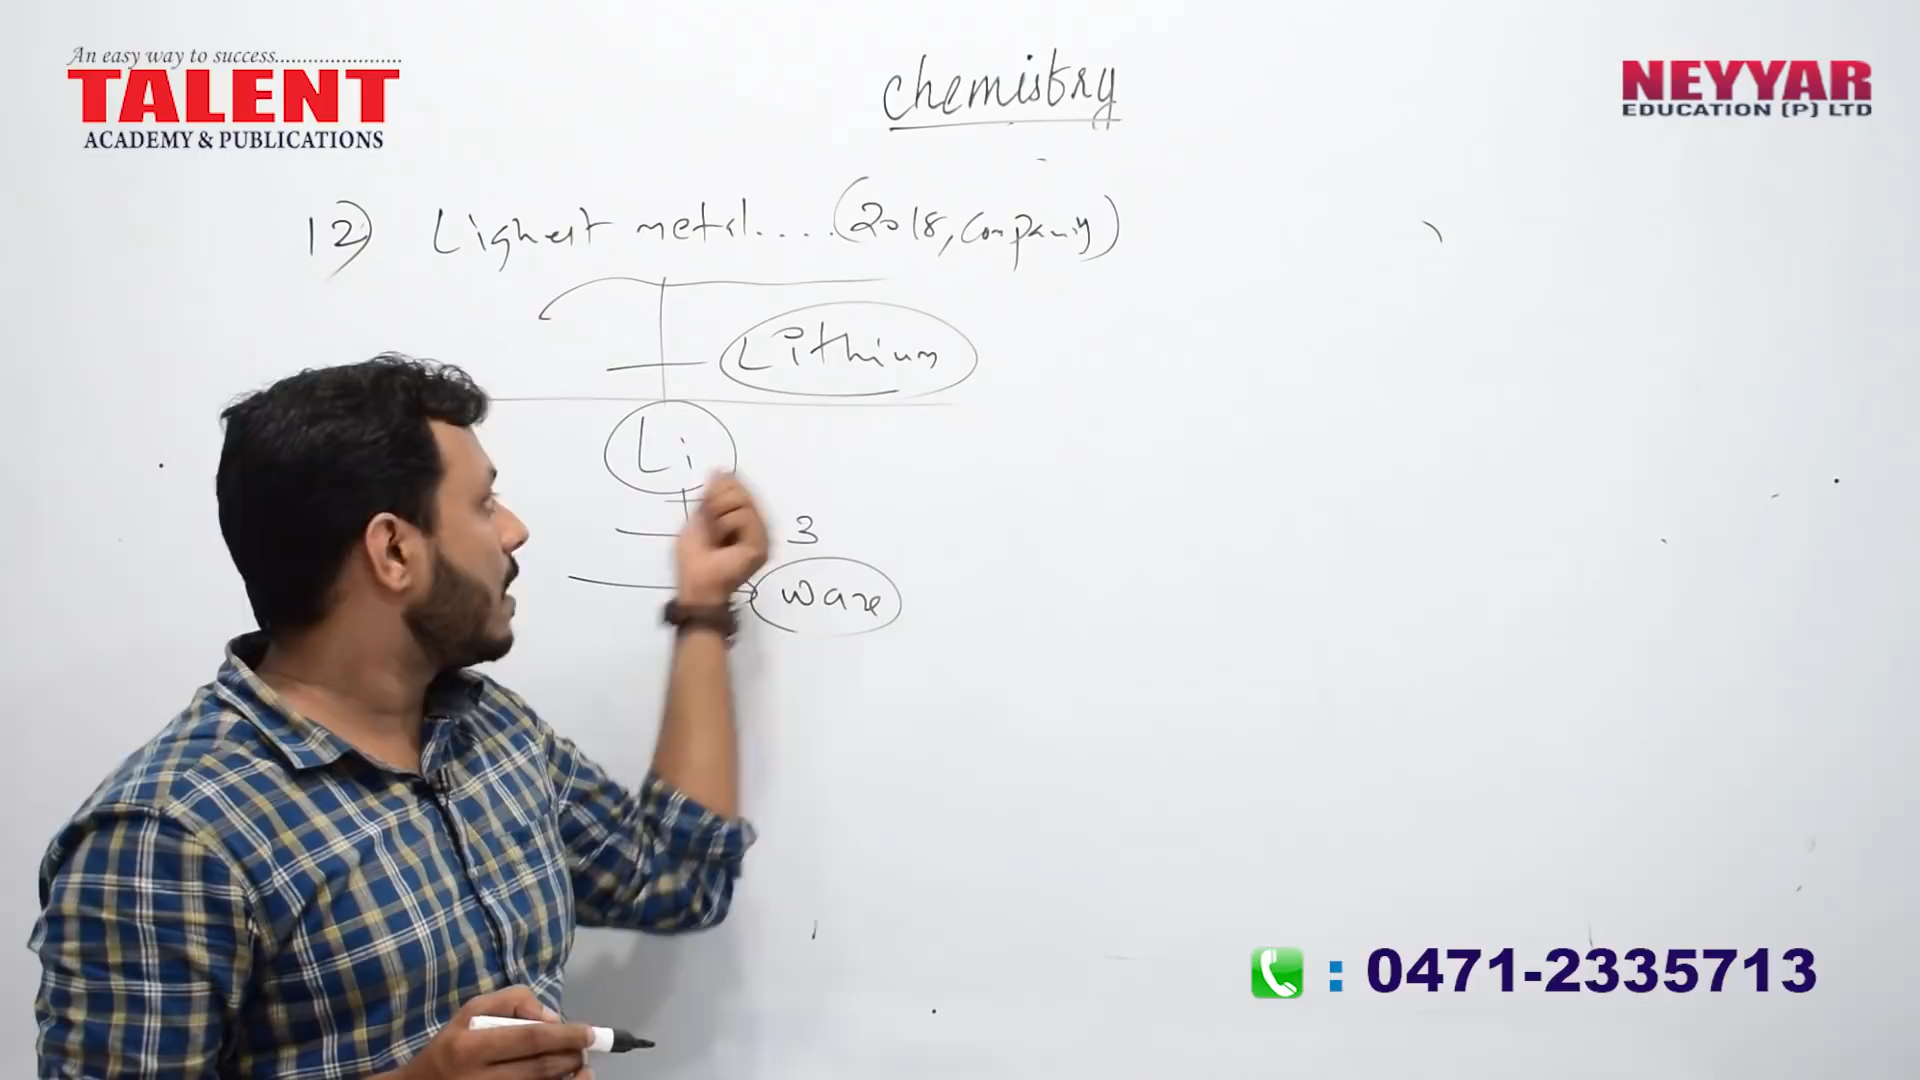 An easy way to success.......................
TALENT
ACADEMY & PUBLICATIONS
NEYYAR
EDUCATION (P) LTD
chemistry
12) Lighest metal.... (2018, Company)
Lithium
Li
3
: 0471-2335713